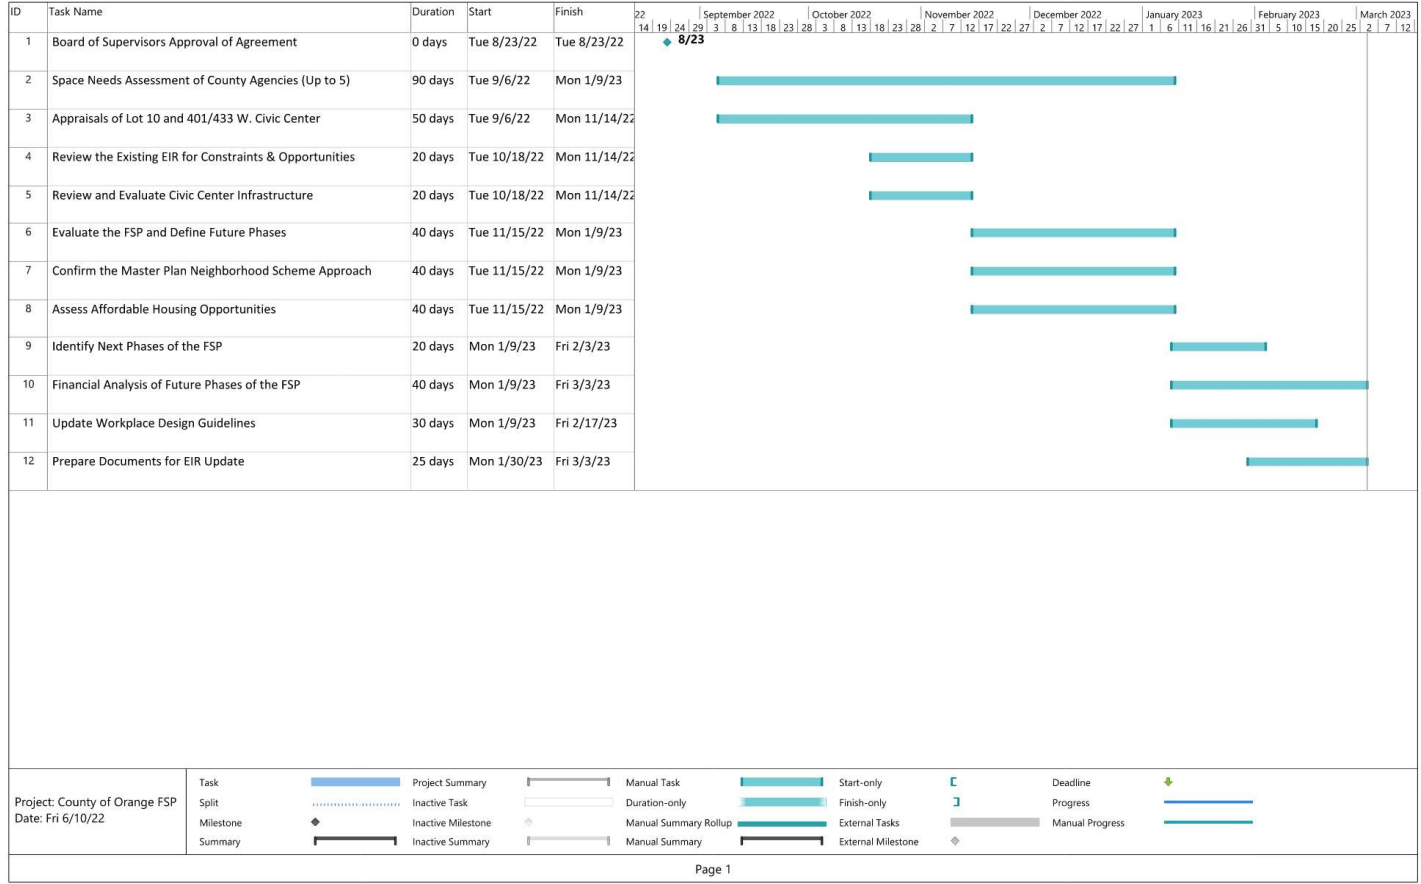 ID Task Name Duration Start Finish
22 September 2022 October 2022 November 2022 December 2022 January 2023 February 2023 March 2023
14 19 24 29 3 8 13 18 23 28 3 8 13 18 23 28 2 7 12 17 22 27 2 7 12 17 22 27 1 6 11 16 21 26 31 5 10 15 20 25 2 7 12
1 Board of Supervisors Approval of Agreement 0 days Tue 8/23/22 Tue 8/23/22 8/23
2 Space Needs Assessment of County Agencies (Up to 5) 90 days Tue 9/6/22 Mon 1/9/23
3 Appraisals of Lot 10 and 401/433 W. Civic Center 50 days Tue 9/6/22 Mon 11/14/22
4 Review the Existing EIR for Constraints & Opportunities 20 days Tue 10/18/22 Mon 11/14/22
5 Review and Evaluate Civic Center Infrastructure 20 days Tue 10/18/22 Mon 11/14/22
6 Evaluate the FSP and Define Future Phases 40 days Tue 11/15/22 Mon 1/9/23
7 Confirm the Master Plan Neighborhood Scheme Approach 40 days Tue 11/15/22 Mon 1/9/23
8 Assess Affordable Housing Opportunities 40 days Tue 11/15/22 Mon 1/9/23
9 Identify Next Phases of the FSP 20 days Mon 1/9/23 Fri 2/3/23
10 Financial Analysis of Future Phases of the FSP 40 days Mon 1/9/23 Fri 3/3/23
11 Update Workplace Design Guidelines 30 days Mon 1/9/23 Fri 2/17/23
12 Prepare Documents for EIR Update 25 days Mon 1/30/23 Fri 3/3/23
Project: County of Orange FSP
Date: Fri 6/10/22
Task Project Summary Manual Task Start-only Deadline
Split Inactive Task Duration-only Finish-only Progress
Milestone Inactive Milestone Manual Summary Rollup External Tasks Manual Progress
Summary Inactive Summary Manual Summary External Milestone
Page 1